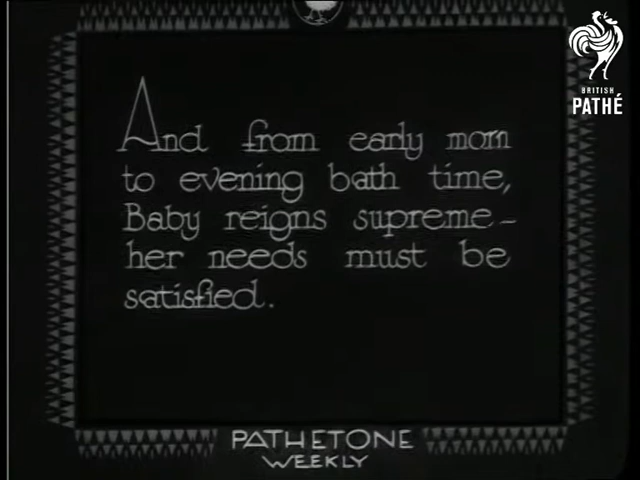 BRITISH
PATHÉ
And from early morn
to evening bath time,
Baby reigns supreme -
her needs must be
satisfied.
PATHETONE
WEEKLY